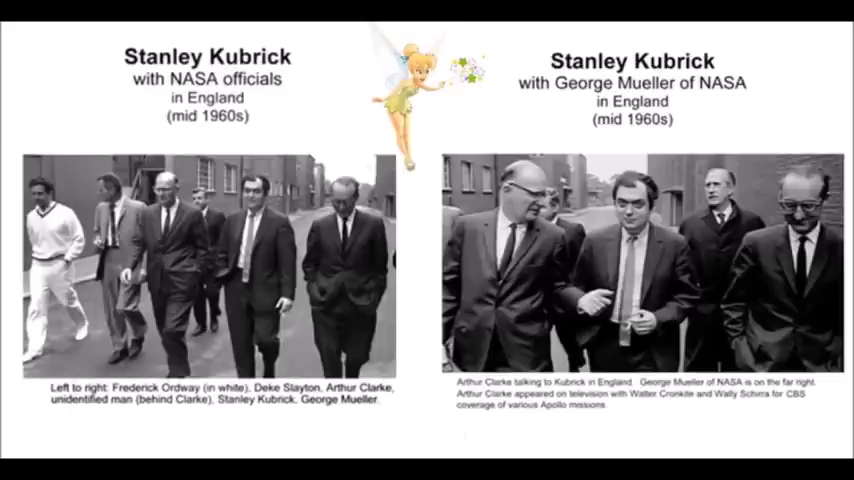 Stanley Kubrick
with NASA officials
in England
(mid 1960s)
Left to right: Frederick Ordway (in white), Deke Slayton, Arthur Clarke,
unidentified man (behind Clarke), Stanley Kubrick, George Mueller.
Stanley Kubrick
with George Mueller of NASA
in England
(mid 1960s)
Arthur Clarke talking to Kubrick in England. George Mueller of NASA is on the far right.
Arthur Clarke appeared on television with Walter Cronkite and Wally Schirra for CBS
coverage of various Apollo missions.